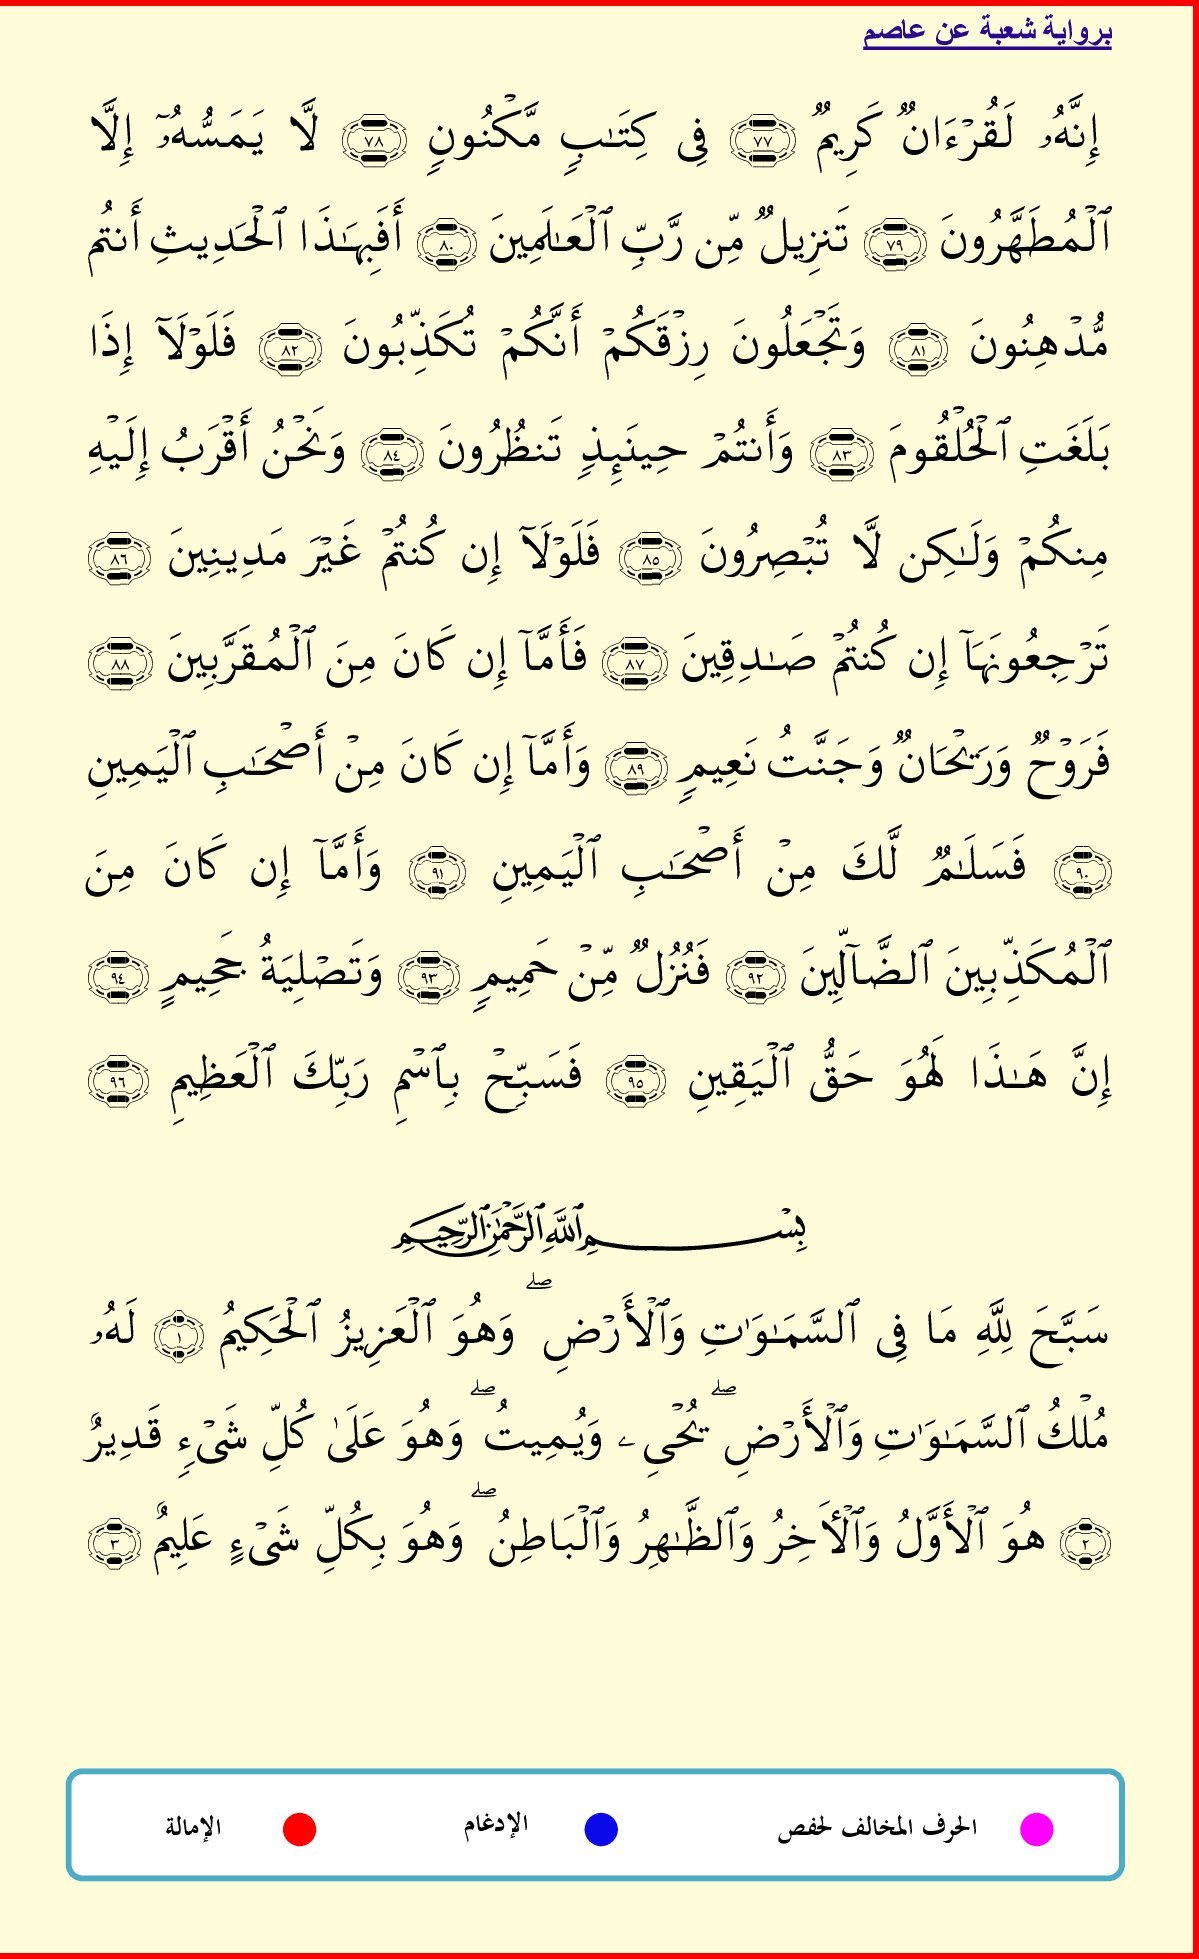 برواية شعبة عن عاصم
إِنَّهُۥ لَقُرۡءَانٞ كَرِيمٞ ٧٧ فِي كِتَٰبٖ مَّكۡنُونٖ ٧٨ لَّا يَمَسُّهُۥٓ إِلَّا
ٱلۡمُطَهَّرُونَ ٧٩ تَنزِيلٞ مِّن رَّبِّ ٱلۡعَٰلَمِينَ ٨٠ أَفَبِهَٰذَا ٱلۡحَدِيثِ أَنتُم
مُّدۡهِنُونَ ٨١ وَتَجۡعَلُونَ رِزۡقَكُمۡ أَنَّكُمۡ تُكَذِّبُونَ ٨٢ فَلَوۡلَآ إِذَا
بَلَغَتِ ٱلۡحُلۡقُومَ ٨٣ وَأَنتُمۡ حِينَئِذٖ تَنظُرُونَ ٨٤ وَنَحۡنُ أَقۡرَبُ إِلَيۡهِ
مِنكُمۡ وَلَٰكِن لَّا تُبۡصِرُونَ ٨٥ فَلَوۡلَآ إِن كُنتُمۡ غَيۡرَ مَدِينِينَ ٨٦
تَرۡجِعُونَهَآ إِن كُنتُمۡ صَٰدِقِينَ ٨٧ فَأَمَّآ إِن كَانَ مِنَ ٱلۡمُقَرَّبِينَ ٨٨
فَرَوۡحٞ وَرَيۡحَانٞ وَجَنَّتُ نَعِيمٖ ٨٩ وَأَمَّآ إِن كَانَ مِنۡ أَصۡحَٰبِ ٱلۡيَمِينِ
٩٠ فَسَلَٰمٞ لَّكَ مِنۡ أَصۡحَٰبِ ٱلۡيَمِينِ ٩١ وَأَمَّآ إِن كَانَ مِنَ
ٱلۡمُكَذِّبِينَ ٱلضَّآلِّينَ ٩٢ فَنُزُلٞ مِّنۡ حَمِيمٖ ٩٣ وَتَصۡلِيَةُ جَحِيمٍ ٩٤
إِنَّ هَٰذَا لَهُوَ حَقُّ ٱلۡيَقِينِ ٩٥ فَسَبِّحۡ بِٱسۡمِ رَبِّكَ ٱلۡعَظِيمِ ٩٦
بِسۡمِ ٱللَّهِ ٱلرَّحۡمَٰنِ ٱلرَّحِيمِ
سَبَّحَ لِلَّهِ مَا فِي ٱلسَّمَٰوَٰتِ وَٱلۡأَرۡضِۖ وَهُوَ ٱلۡعَزِيزُ ٱلۡحَكِيمُ ١ لَهُۥ
مُلۡكُ ٱلسَّمَٰوَٰتِ وَٱلۡأَرۡضِۖ يُحۡيِۦ وَيُمِيتُۖ وَهُوَ عَلَىٰ كُلِّ شَيۡءٖ قَدِيرٌ
٢ هُوَ ٱلۡأَوَّلُ وَٱلۡأٓخِرُ وَٱلظَّٰهِرُ وَٱلۡبَاطِنُۖ وَهُوَ بِكُلِّ شَيۡءٍ عَلِيمٌ ٣
الحرف المخالف لحفص
الإدغام
الإمالة